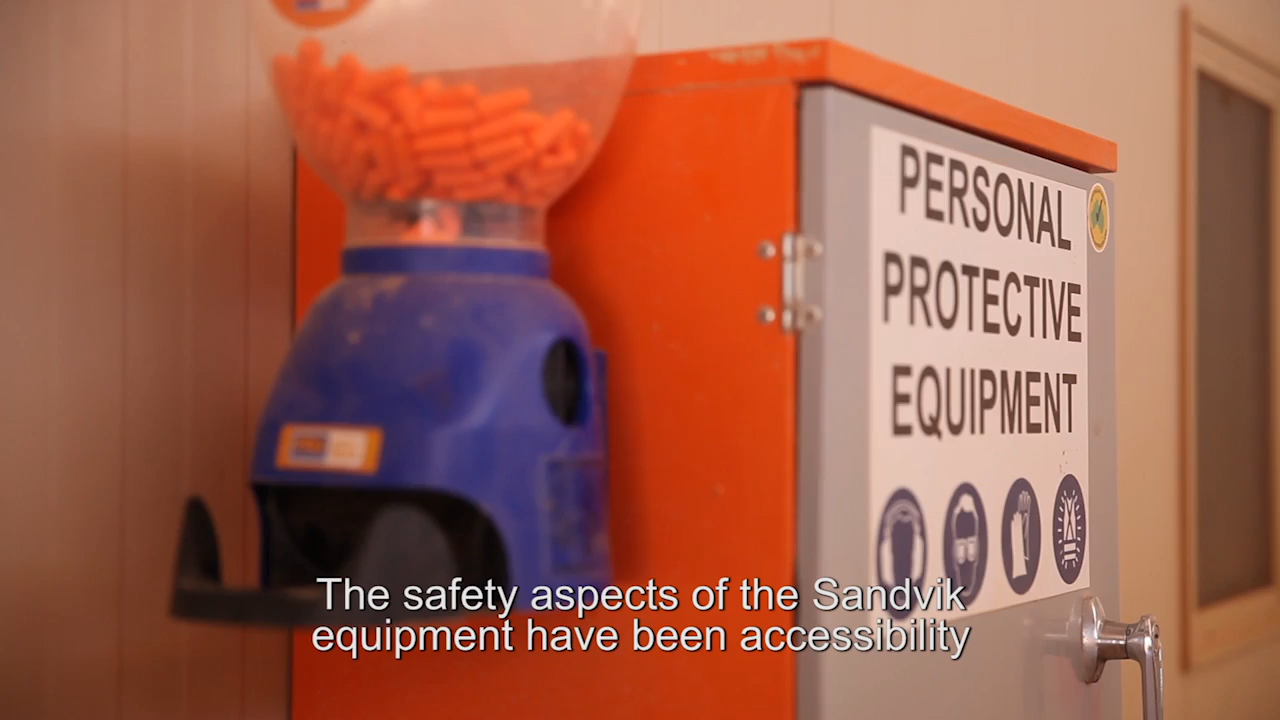 PERSONAL
PROTECTIVE
EQUIPMENT
The safety aspects of the Sandvik
equipment have been accessibility